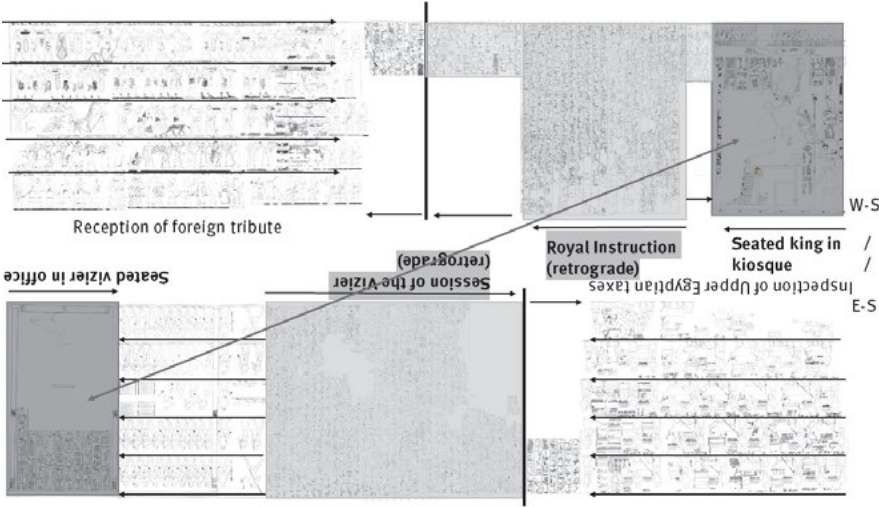 Reception of foreign tribute
W-S
Royal Instruction
(retrograde)
Seated king in
kiosque
/
/
Seated vizier in office
Session of the Vizier
(retrograde)
Inspection of Upper Egyptian taxes
E-S